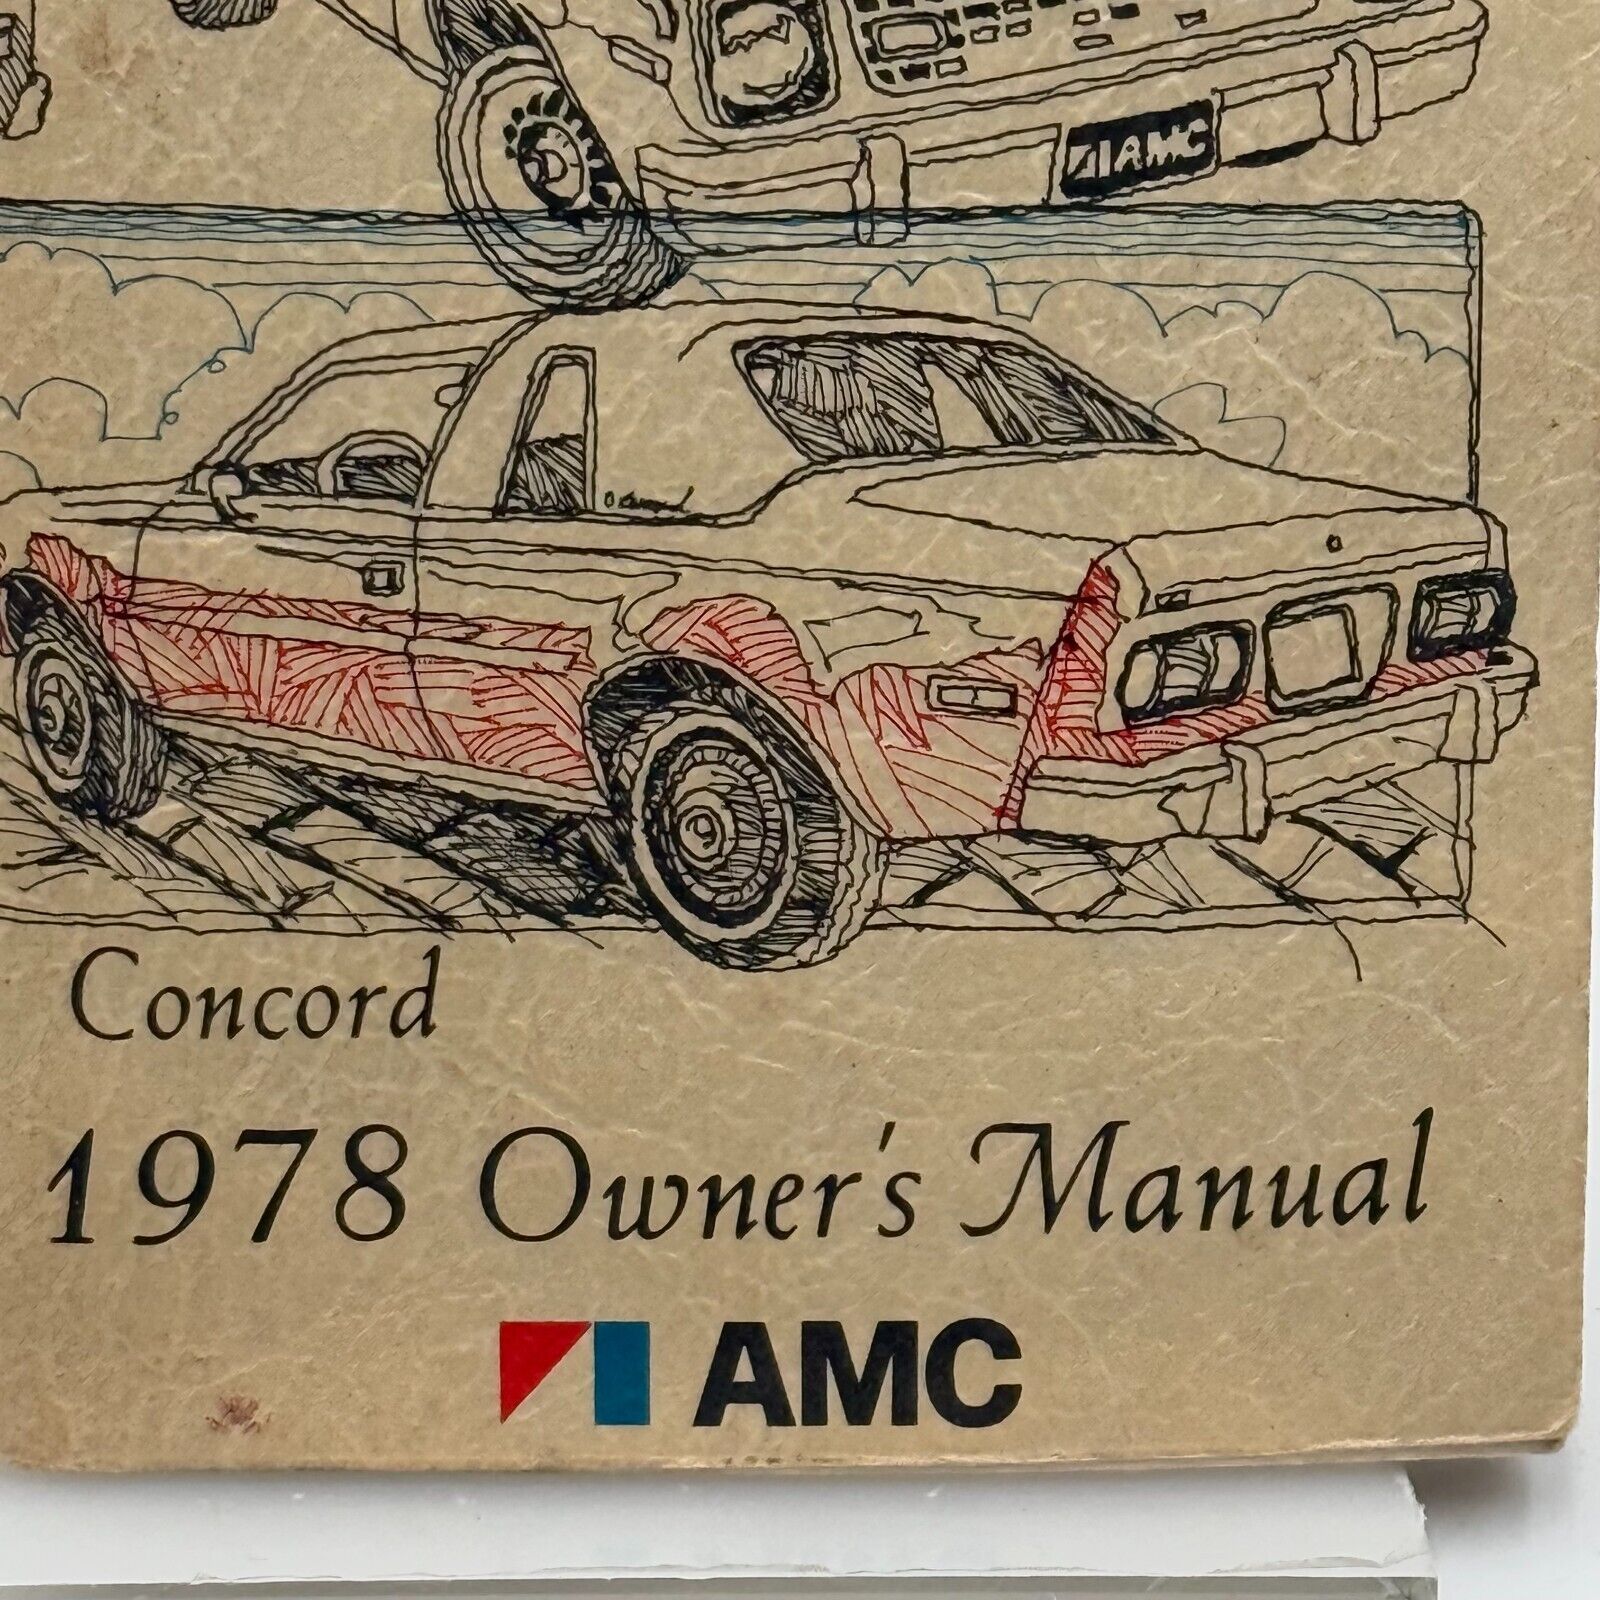 AMC
Concord
1978 Owner's Manual
AMC